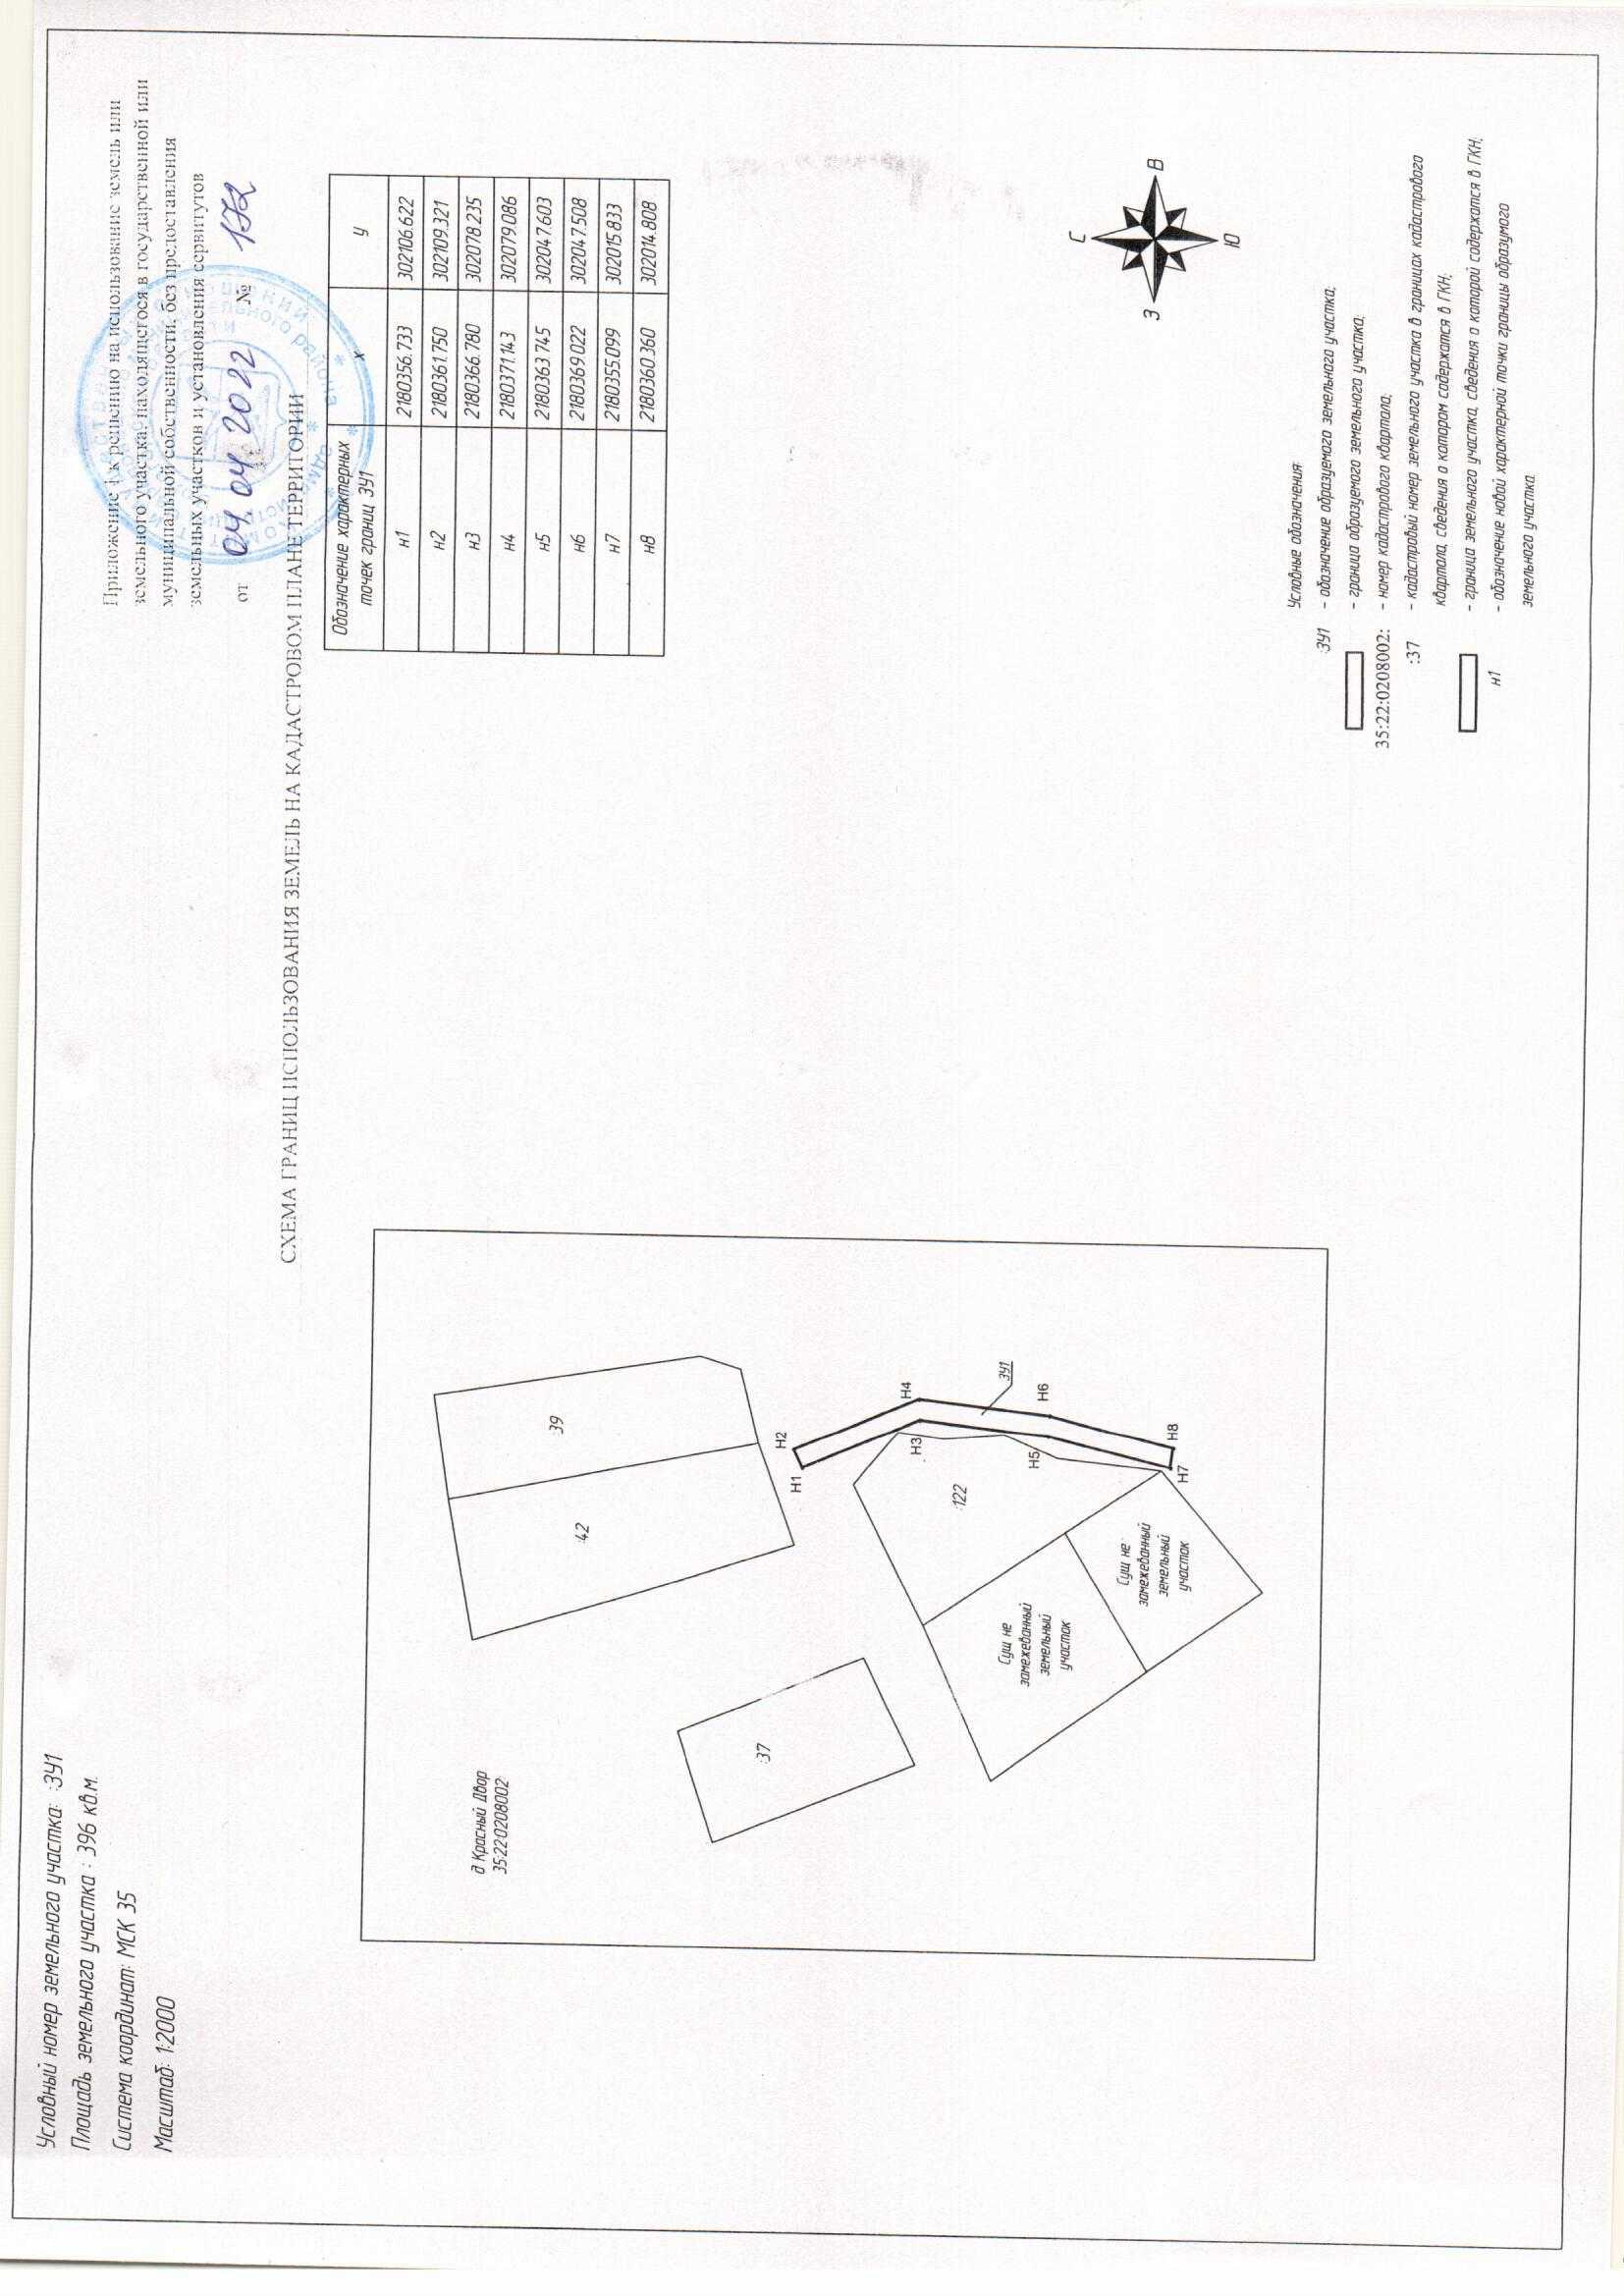 Условный номер земельного участка: :ЗУ1
Площадь земельного участка : 396 кв.м.
Система координат: МСК 35
Масштаб: 1:2000
Приложение к решению на использование земель или
земельного участка, находящегося в государственной или
муниципальной собственности, без предоставления
земельных участков и установления сервитутов
от 04. 04. 2022 № 172
СХЕМА ГРАНИЦ ИСПОЛЬЗОВАНИЯ ЗЕМЕЛЬ НА КАДАСТРОВОМ ПЛАНЕ ТЕРРИТОРИИ
Обозначение характерных точек границ ЗУ1 x y
н1 2180356.733 302106.622
н2 2180361.750 302109.321
н3 2180366.780 302078.235
н4 2180371.143 302079.086
н5 2180363.745 302047.603
н6 2180369.022 302047.508
н7 2180355.099 302015.833
н8 2180360.360 302014.808
д Красный Двор
35:22:0208002:
:39
:42
:37
:122
Н1
Н2
Н3
Н4
:ЗУ1
Н5
Н6
Н7
Н8
Сущ не
замежеванный
земельный
участок
Сущ не
замежеванный
земельный
участок
С
З
В
Ю
Условные обозначения:
:ЗУ1 - обозначение образуемого земельного участка;
- граница образуемого земельного участка;
35:22:0208002: - номер кадастрового квартала;
:37 - кадастровый номер земельного участка в границах кадастрового
квартала, сведения о котором содержатся в ГКН;
- граница земельного участка, сведения о которой содержатся в ГКН;
н1 - обозначение новой характерной точки границы образумого
земельного участка